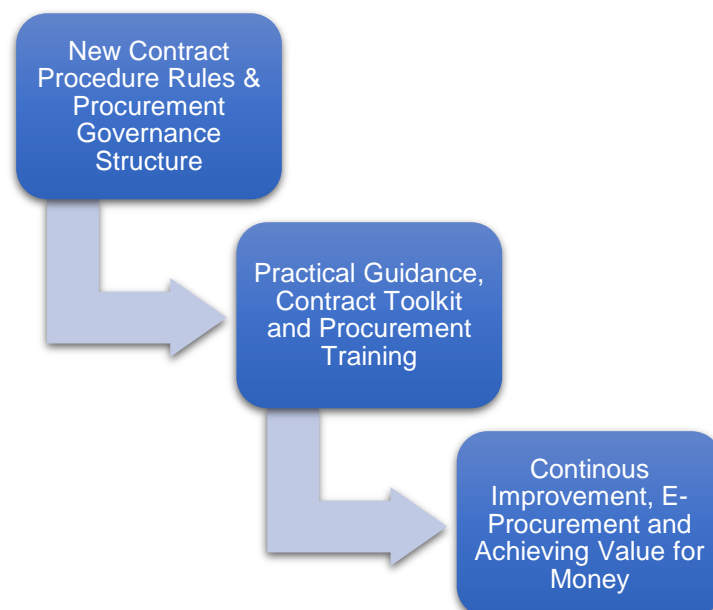 New Contract
Procedure Rules &
Procurement
Governance
Structure
Practical Guidance,
Contract Toolkit
and Procurement
Training
Continous
Improvement, E-
Procurement and
Achieving Value for
Money